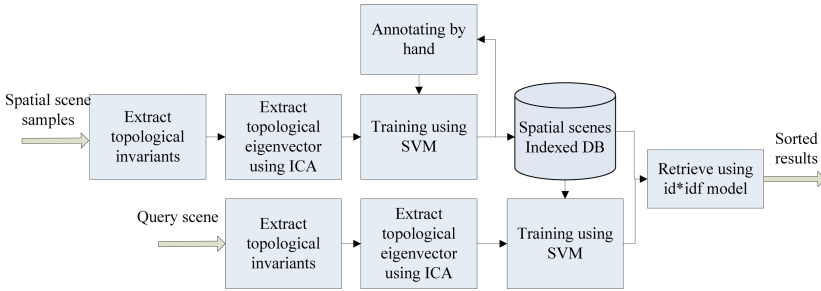 Annotating by
hand
Spatial scene
samples
Extract
topological
invariants
Extract
topological
eigenvector
using ICA
Training using
SVM
Spatial scenes
Indexed DB
Sorted
results
Retrieve using
id*idf model
Query scene
Extract
topological
invariants
Extract
topological
eigenvector
using ICA
Training using
SVM